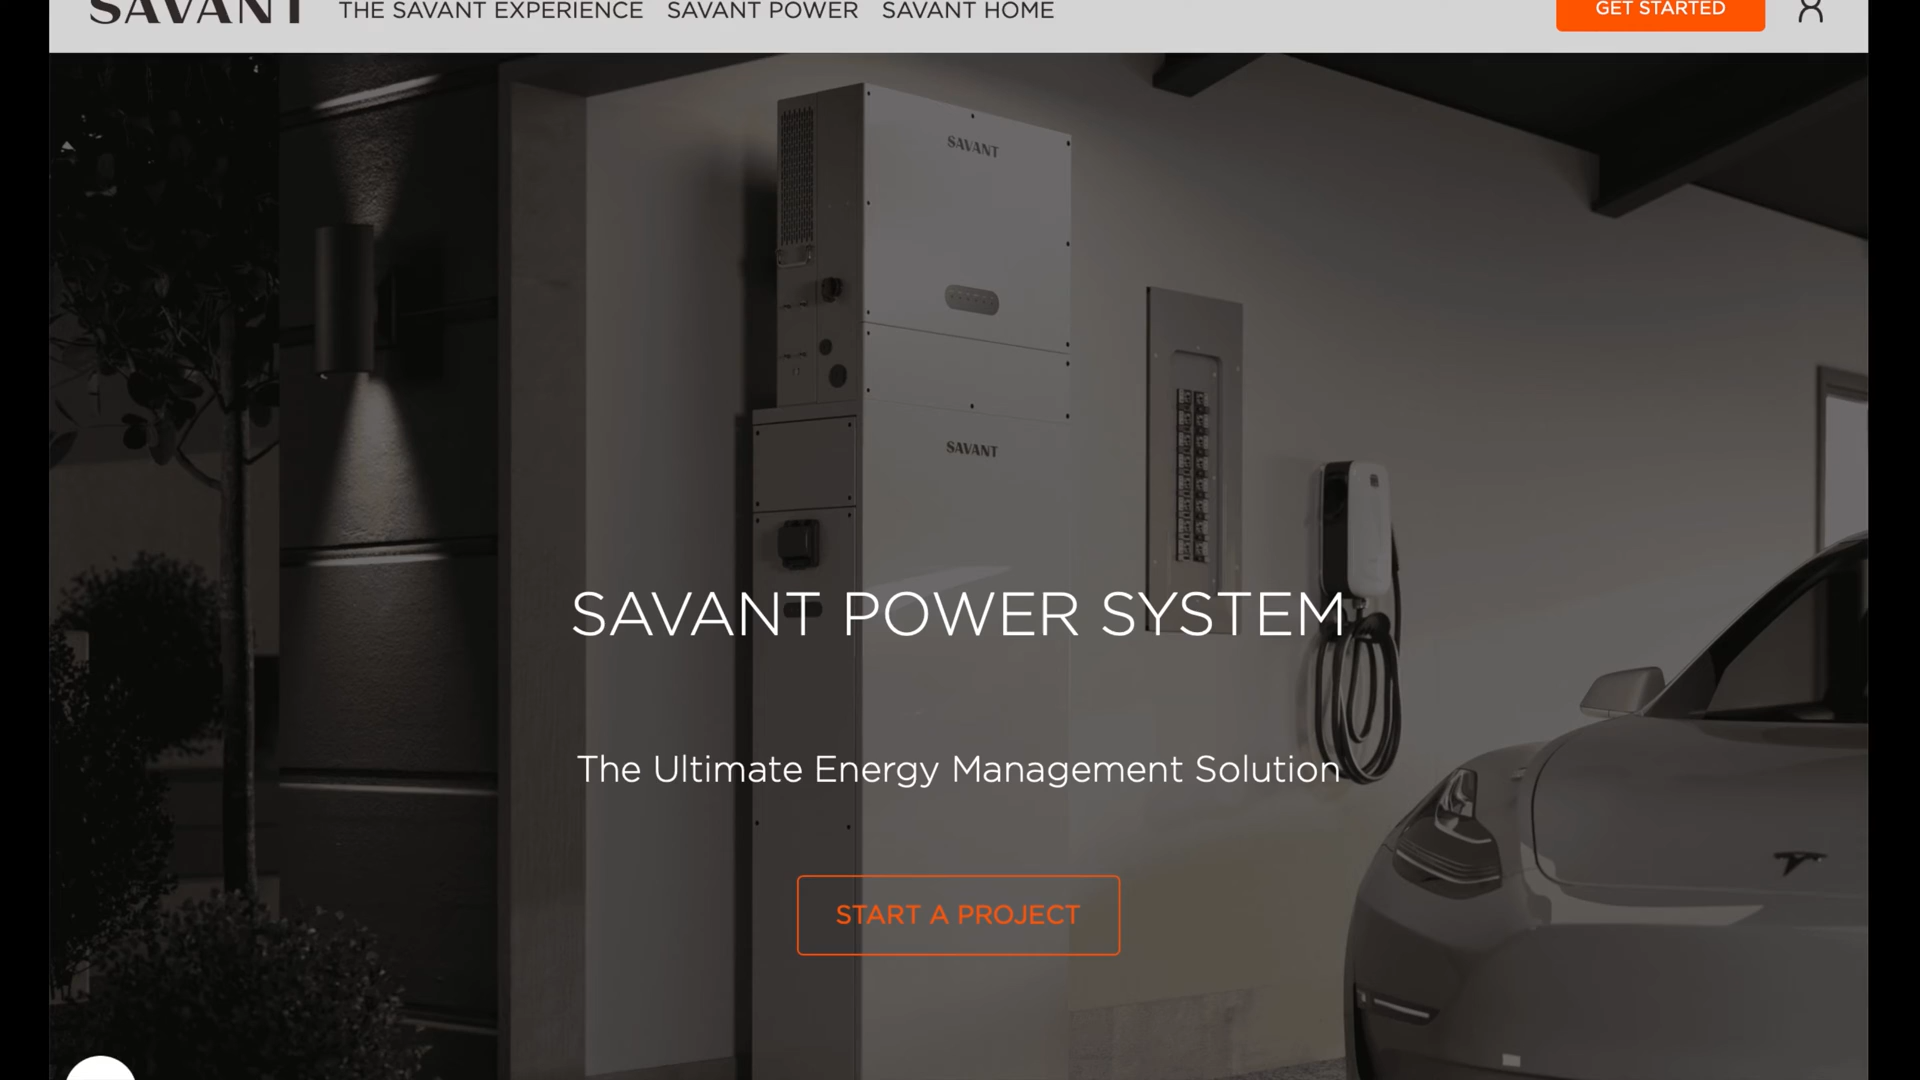 SAVANT
THE SAVANT EXPERIENCE
SAVANT POWER
SAVANT HOME
GET STARTED
SAVANT
SAVANT
SAVANT POWER SYSTEM
The Ultimate Energy Management Solution
START A PROJECT